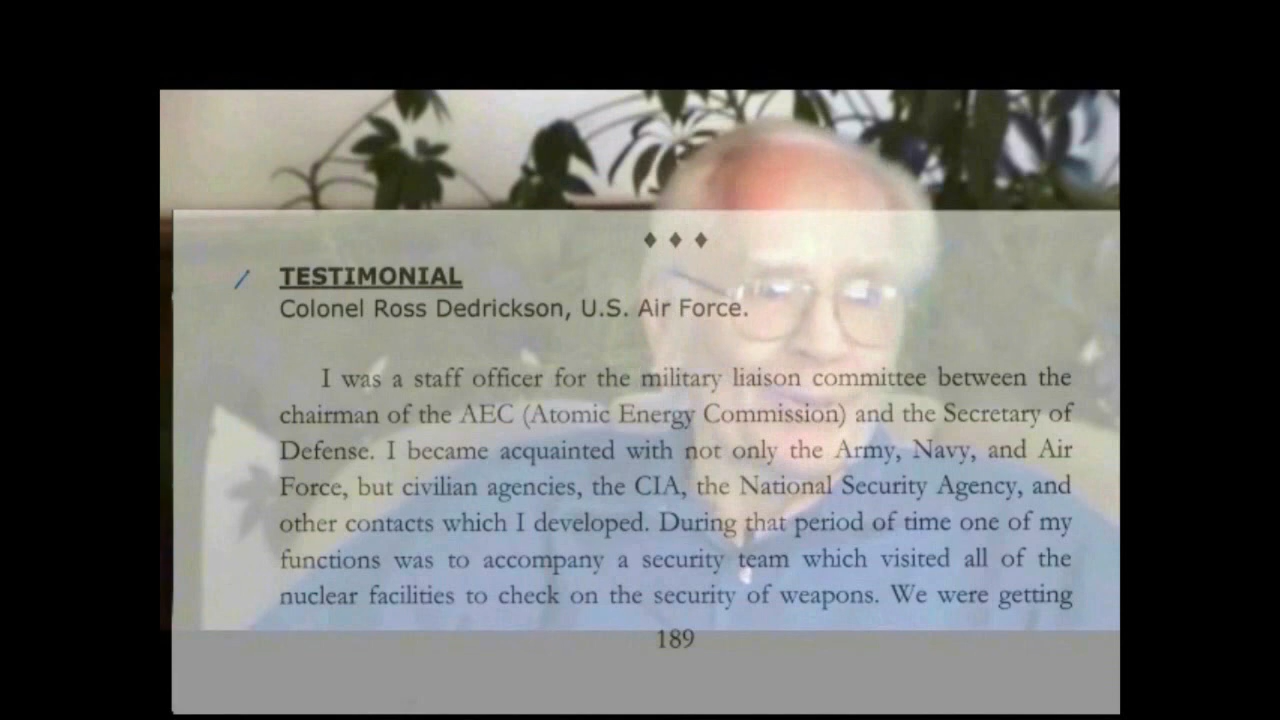 TESTIMONIAL
Colonel Ross Dedrickson, U.S. Air Force.
I was a staff officer for the military liaison committee between the
chairman of the AEC (Atomic Energy Commission) and the Secretary of
Defense. I became acquainted with not only the Army, Navy, and Air
Force, but civilian agencies, the CIA, the National Security Agency, and
other contacts which I developed. During that period of time one of my
functions was to accompany a security team which visited all of the
nuclear facilities to check on the security of weapons. We were getting
189